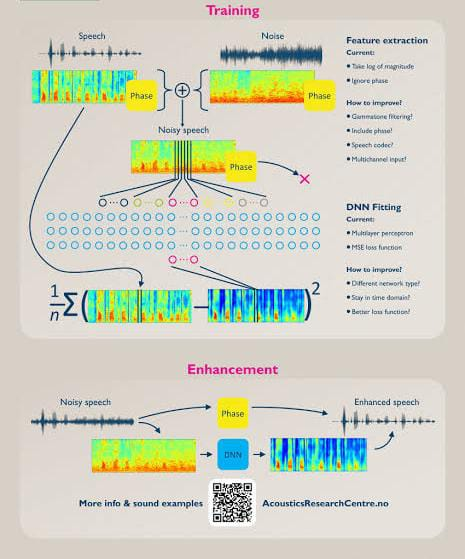 Training
Speech
Noise
Phase
Phase
Noisy speech
Phase
Feature extraction
Current:
• Take log of magnitude
• Ignore phase
How to improve?
• Gammatone filtering?
• Include phase?
• Speech codec?
• Multichannel input?
DNN Fitting
Current:
• Multilayer perceptron
• MSE loss function
How to improve?
• Different network type?
• Stay in time domain?
• Better loss function?
1/n Σ( − )²
Enhancement
Noisy speech
Phase
Enhanced speech
DNN
More info & sound examples
AcousticsResearchCentre.no